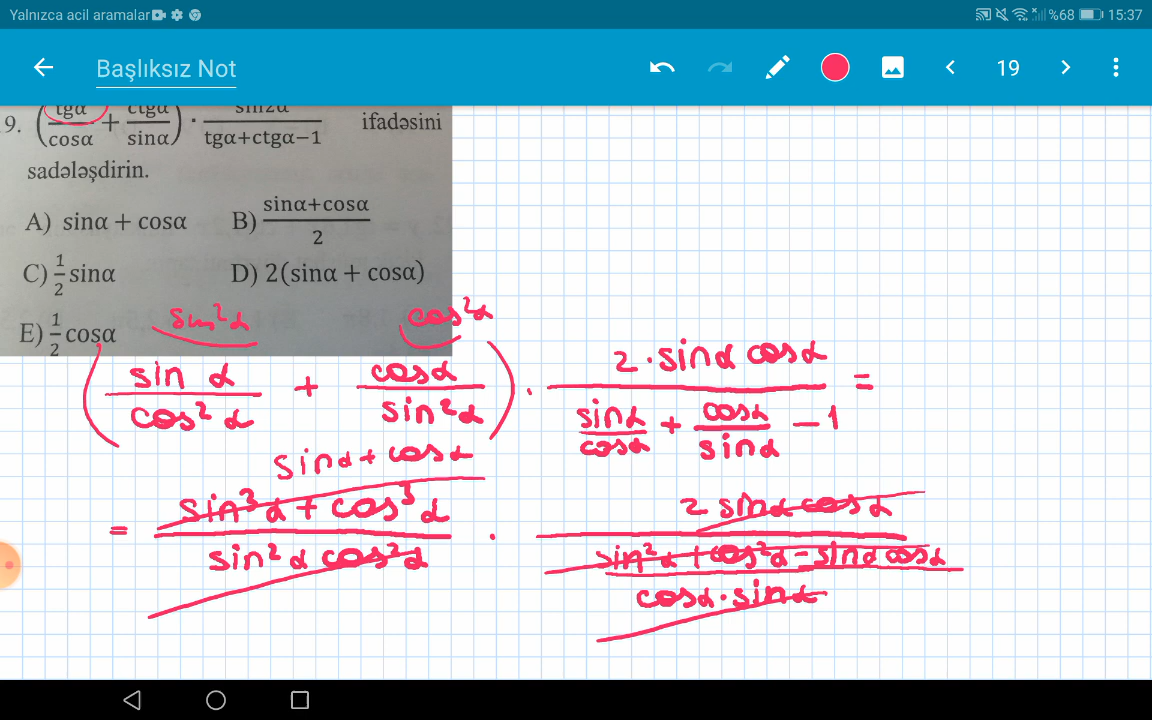 Yalnızca acil aramalar %68 15:37
Başlıksız Not 19
9. (tgα/cosα + ctgα/sinα) · sin2α/(tgα+ctgα−1) ifadəsini
sadələşdirin.
A) sinα + cosα B) (sinα+cosα)/2
C) 1/2 sinα D) 2(sinα + cosα)
E) 1/2 cosα
sin²α cos²α
(sin α/cos²α + cosα/sin²α) · 2·sinα cosα/(sinα/cosα + cosα/sinα − 1) =
sinα + cosα
= (sin³α + cos³α)/(sin²α cos²α) · 2 sinα cosα/((sin²α + cos²α − sinα cosα)/(cosα·sinα))